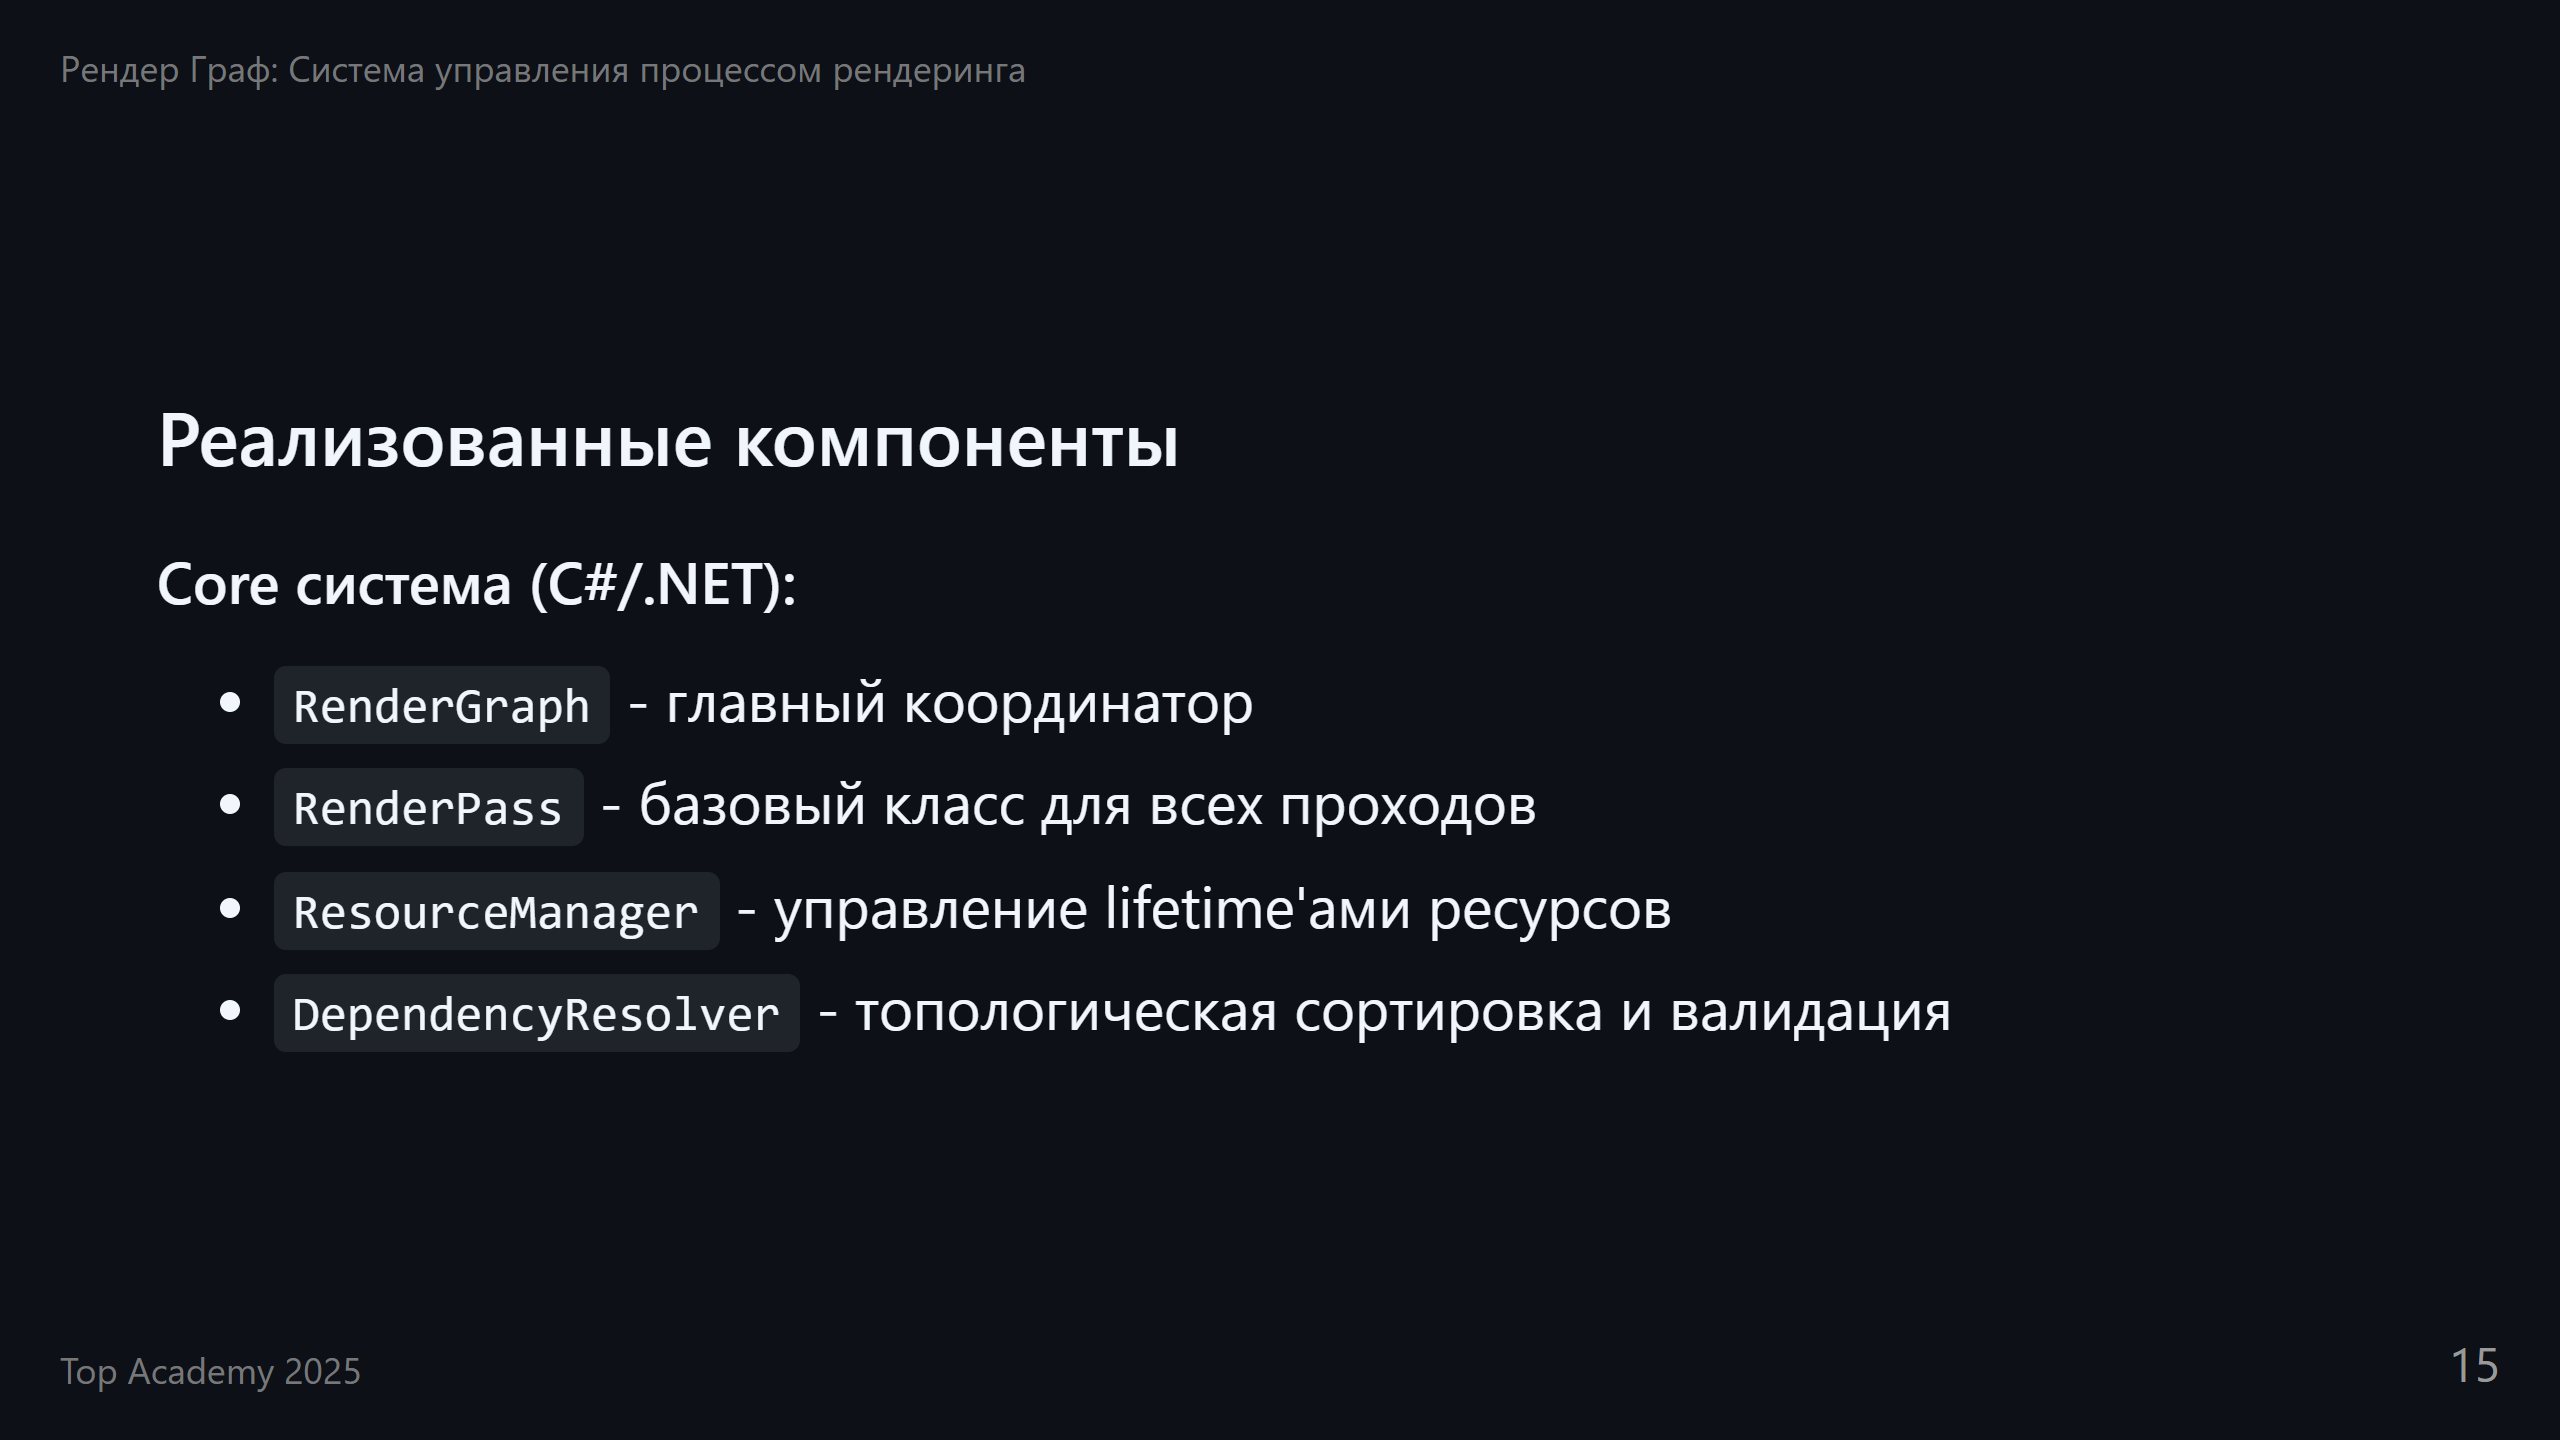 Рендер Граф: Система управления процессом рендеринга
Реализованные компоненты
Core система (C#/.NET):
• RenderGraph - главный координатор
• RenderPass - базовый класс для всех проходов
• ResourceManager - управление lifetime'ами ресурсов
• DependencyResolver - топологическая сортировка и валидация
Top Academy 2025
15